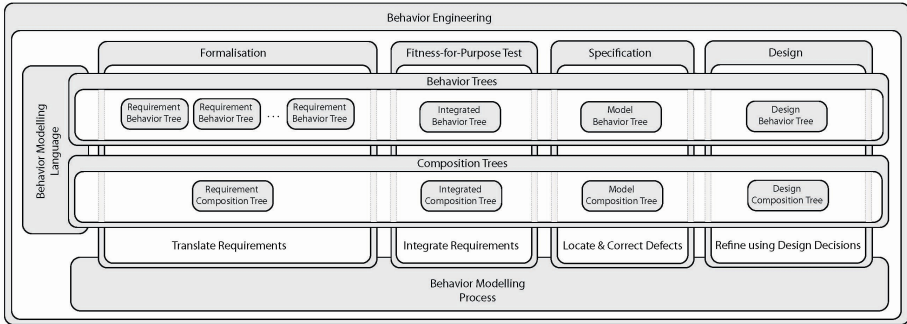 Behavior Engineering
Formalisation
Fitness-for-Purpose Test
Specification
Design
Behavior Modelling
Language
Behavior Trees
Requirement
Behavior Tree
Requirement
Behavior Tree
...
Requirement
Behavior Tree
Integrated
Behavior Tree
Model
Behavior Tree
Design
Behavior Tree
Composition Trees
Requirement
Composition Tree
Integrated
Composition Tree
Model
Composition Tree
Design
Composition Tree
Translate Requirements
Integrate Requirements
Locate & Correct Defects
Refine using Design Decisions
Behavior Modelling
Process